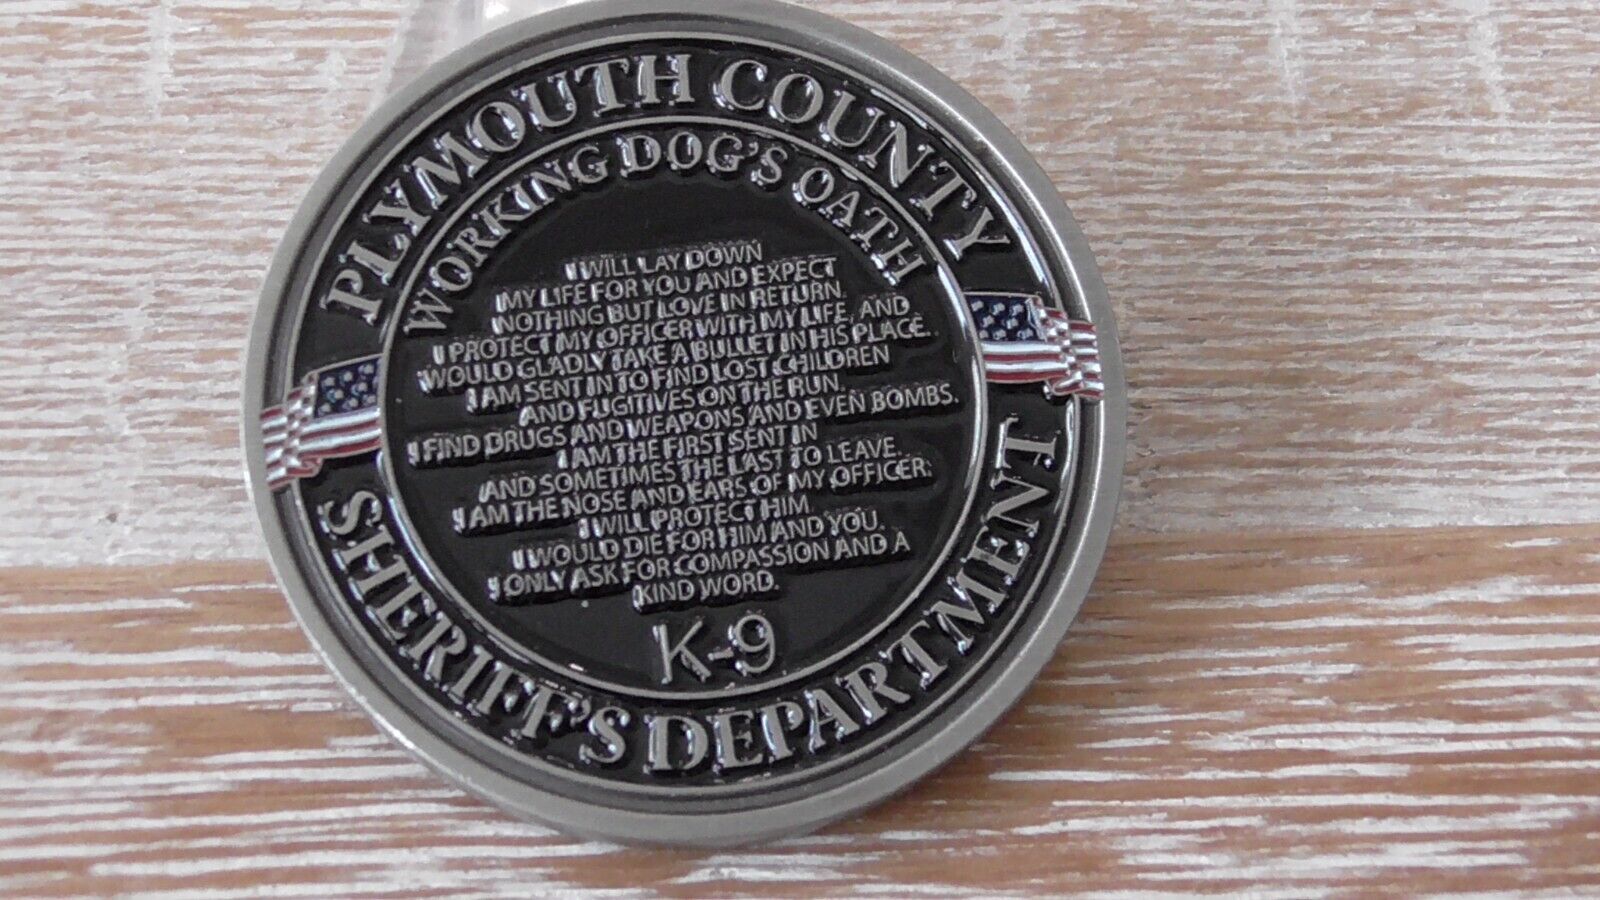 PLYMOUTH COUNTY
WORKING DOG'S OATH
I WILL LAY DOWN
MY LIFE FOR YOU AND EXPECT
NOTHING BUT LOVE IN RETURN.
I PROTECT MY OFFICER WITH MY LIFE, AND
WOULD GLADLY TAKE A BULLET IN HIS PLACE.
I AM SENT IN TO FIND LOST CHILDREN
AND FUGITIVES ON THE RUN.
I FIND DRUGS AND WEAPONS AND EVEN BOMBS.
I AM THE FIRST SENT IN
AND SOMETIMES THE LAST TO LEAVE.
I AM THE NOSE AND EARS OF MY OFFICER.
I WILL PROTECT HIM.
I WOULD DIE FOR HIM AND YOU.
I ONLY ASK FOR COMPASSION AND A
KIND WORD.
K-9
SHERIFF'S DEPARTMENT